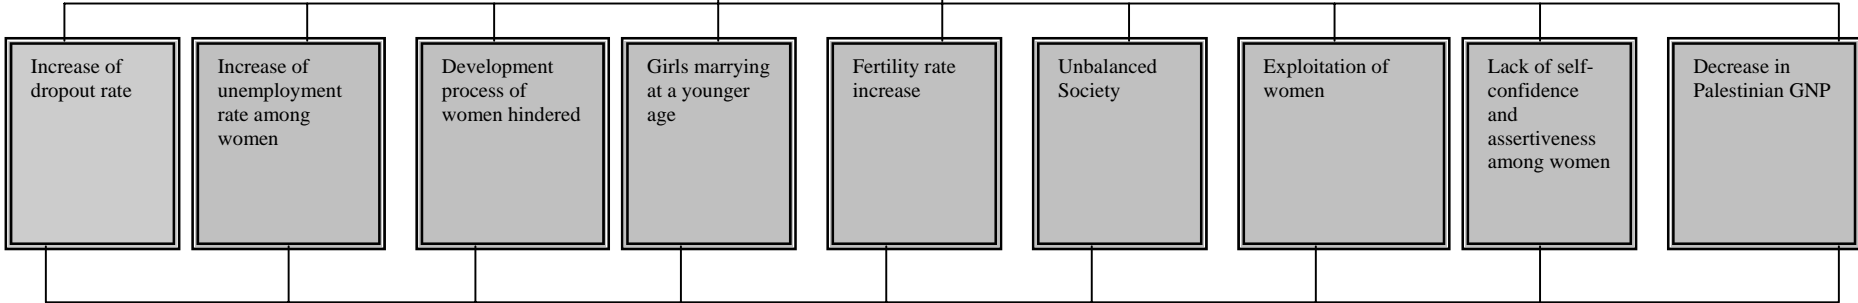 Increase of
dropout rate
Increase of
unemployment
rate among
women
Development
process of
women hindered
Girls marrying
at a younger
age
Fertility rate
increase
Unbalanced
Society
Exploitation of
women
Lack of self-
confidence
and
assertiveness
among women
Decrease in
Palestinian GNP